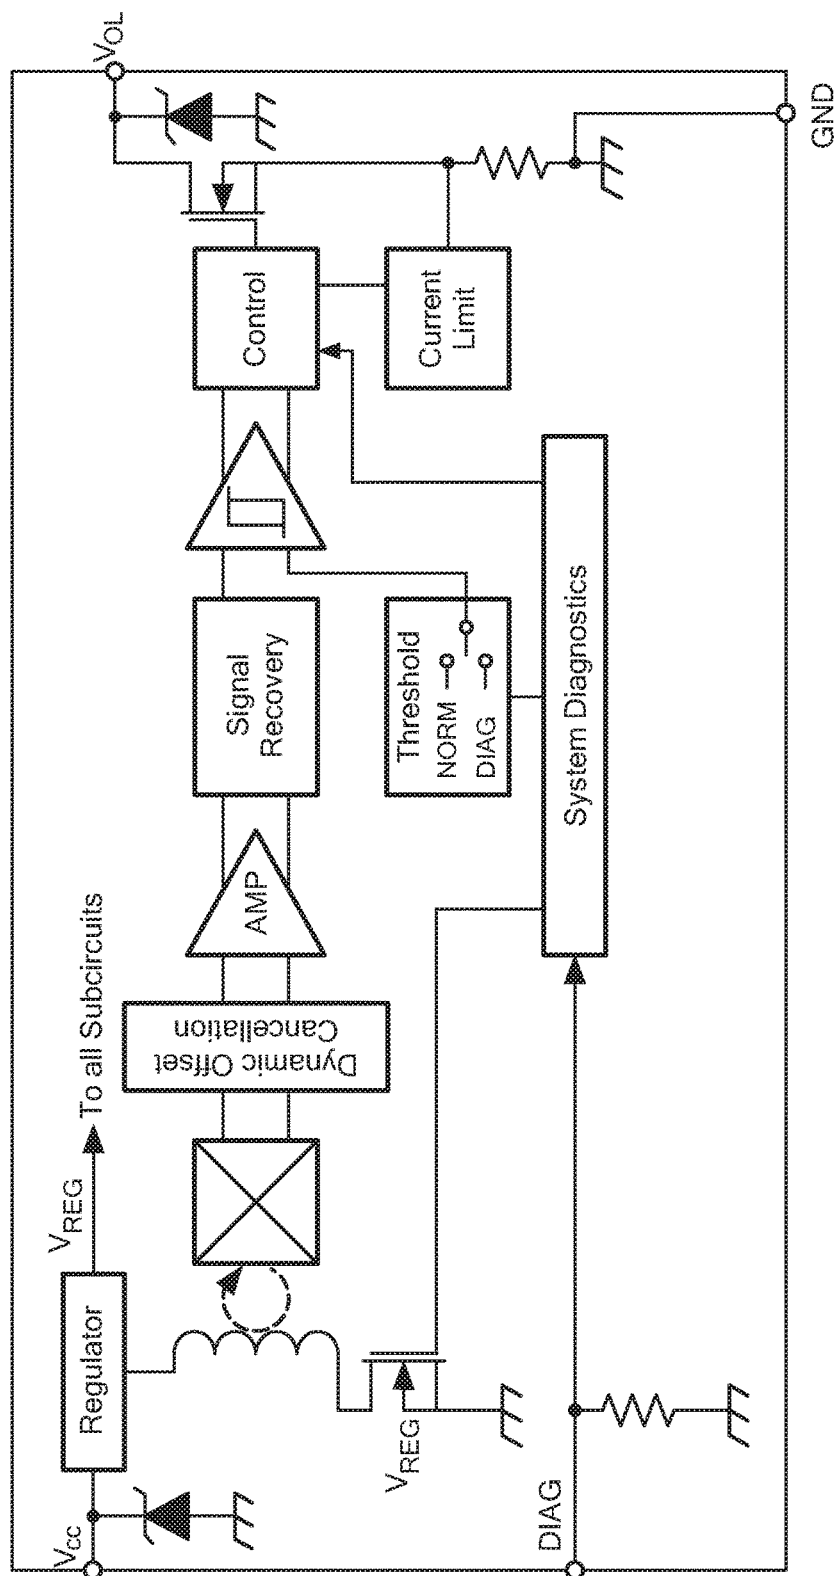 V_CC
Regulator
V_REG
To all Subcircuits
V_OL
V_REG
Dynamic Offset
Cancellation
AMP
Signal
Recovery
Control
Threshold
NORM
DIAG
Current
Limit
DIAG
System Diagnostics
GND